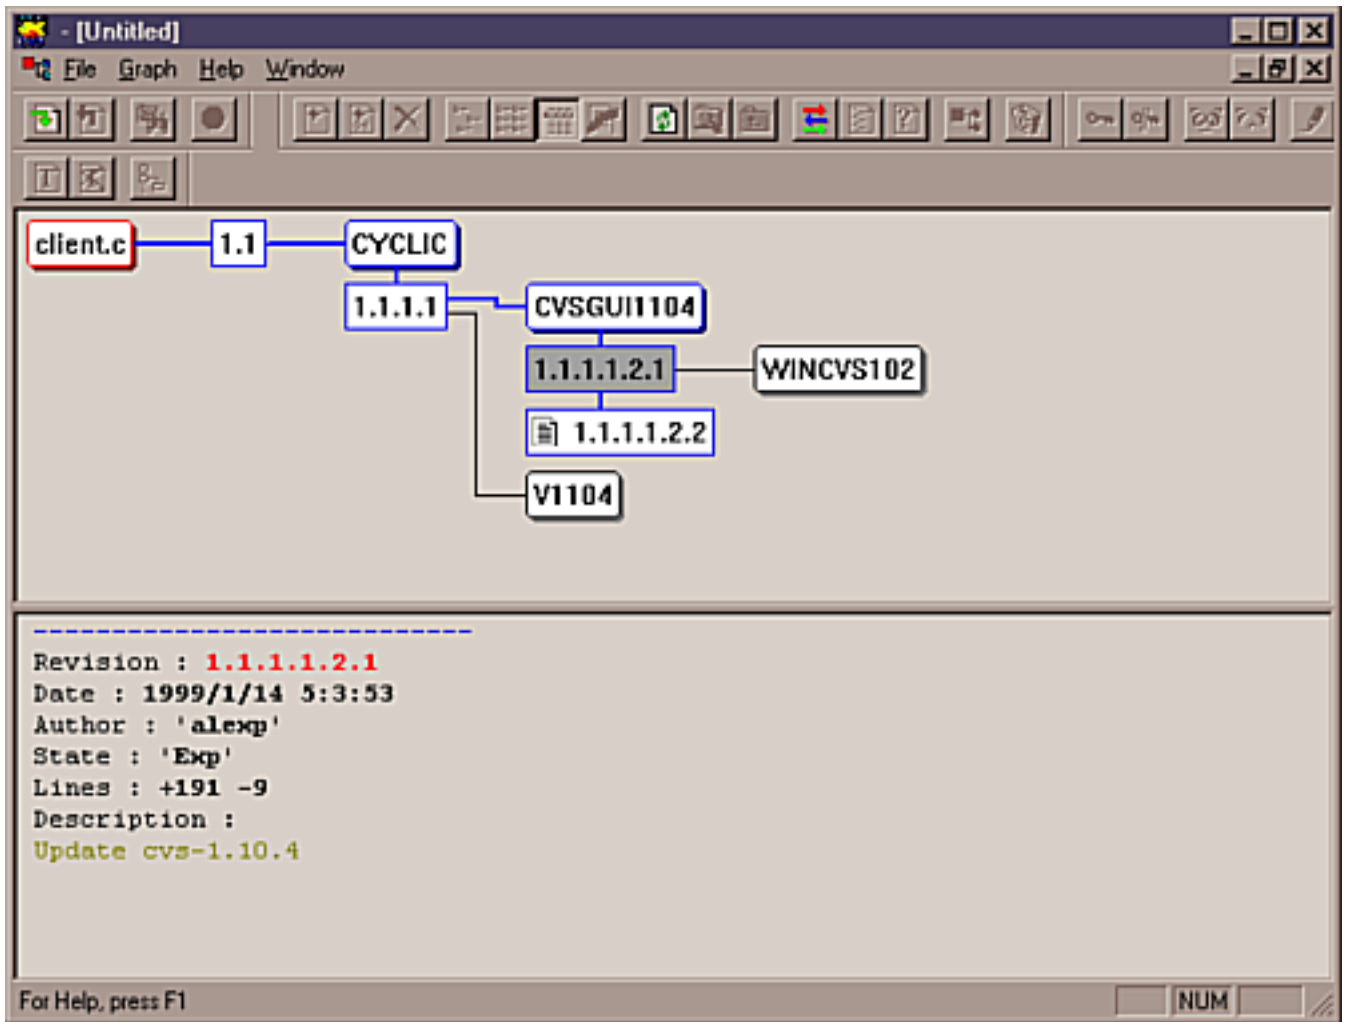 - [Untitled]
File Graph Help Window
client.c 1.1 CYCLIC
1.1.1.1 CVSGUI1104
1.1.1.1.2.1 WINCVS102
1.1.1.1.2.2
V1104
-----------------------------
Revision : 1.1.1.1.2.1
Date : 1999/1/14 5:3:53
Author : 'alexp'
State : 'Exp'
Lines : +191 -9
Description :
Update cvs-1.10.4
For Help, press F1
NUM